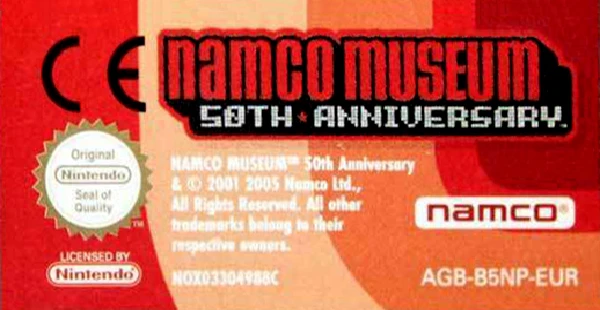 CE
namco museum
50TH ★ ANNIVERSARY™
NAMCO MUSEUM™ 50th Anniversary
& © 2001 2005 Namco Ltd.,
All Rights Reserved. All other
trademarks belong to their
respective owners.
NOX03304988C
Original
Nintendo
Seal of
Quality
TM
LICENSED BY
Nintendo®
namco®
AGB-B5NP-EUR